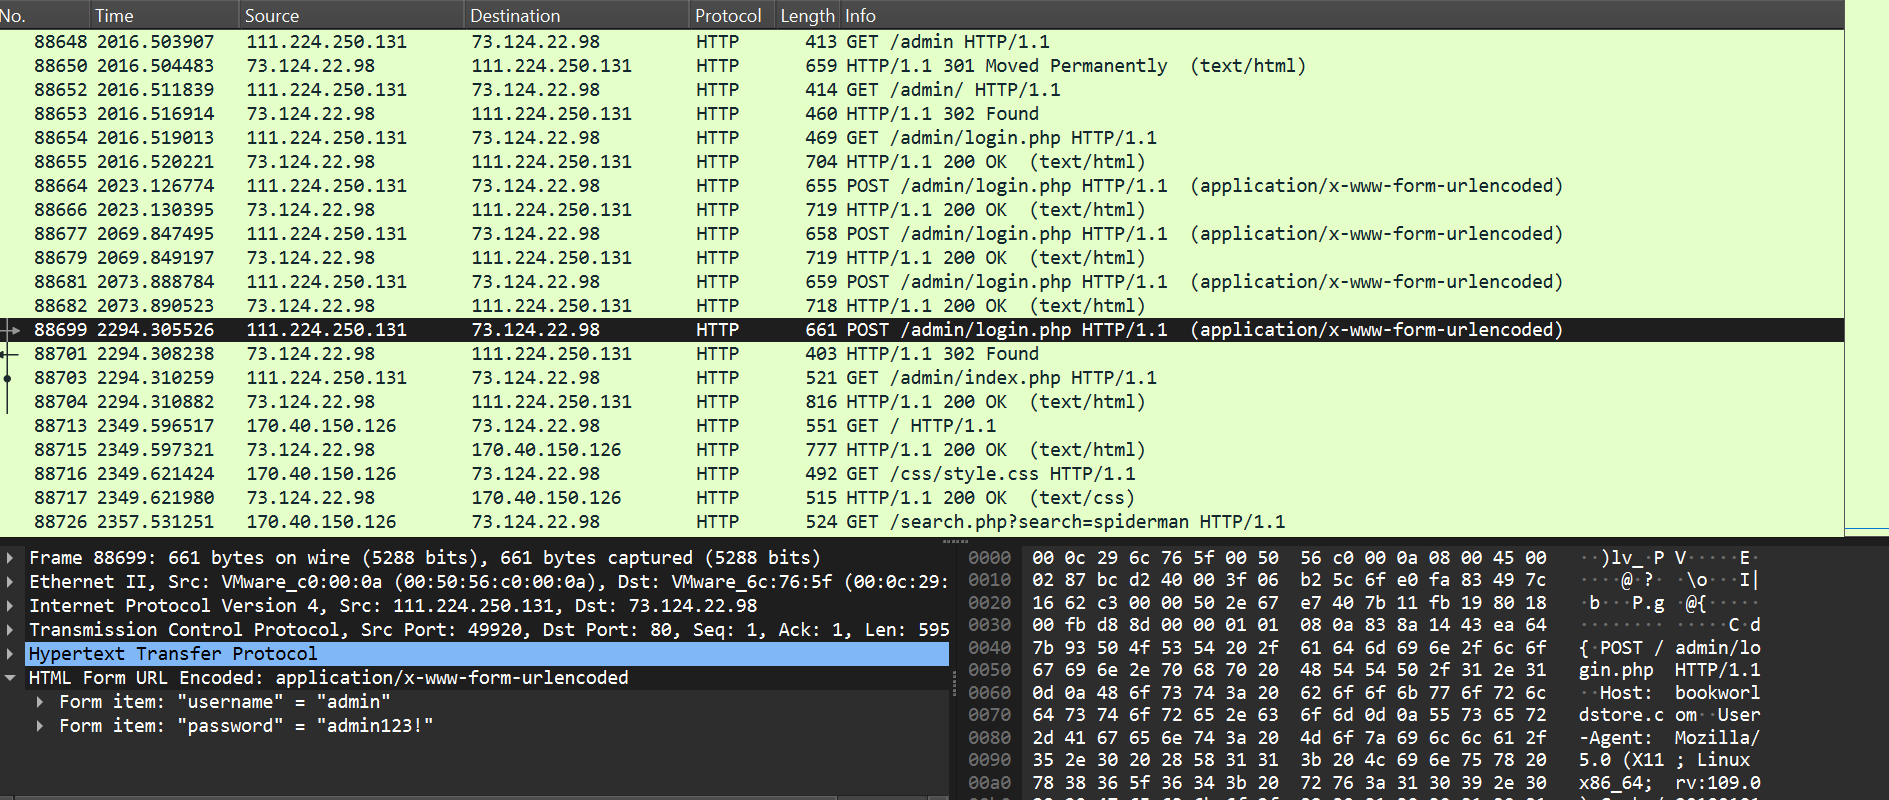 No. Time Source Destination Protocol Length Info
88648 2016.503907 111.224.250.131 73.124.22.98 HTTP 413 GET /admin HTTP/1.1
88650 2016.504483 73.124.22.98 111.224.250.131 HTTP 659 HTTP/1.1 301 Moved Permanently (text/html)
88652 2016.511839 111.224.250.131 73.124.22.98 HTTP 414 GET /admin/ HTTP/1.1
88653 2016.516914 73.124.22.98 111.224.250.131 HTTP 460 HTTP/1.1 302 Found
88654 2016.519013 111.224.250.131 73.124.22.98 HTTP 469 GET /admin/login.php HTTP/1.1
88655 2016.520221 73.124.22.98 111.224.250.131 HTTP 704 HTTP/1.1 200 OK (text/html)
88664 2023.126774 111.224.250.131 73.124.22.98 HTTP 655 POST /admin/login.php HTTP/1.1 (application/x-www-form-urlencoded)
88666 2023.130395 73.124.22.98 111.224.250.131 HTTP 719 HTTP/1.1 200 OK (text/html)
88677 2069.847495 111.224.250.131 73.124.22.98 HTTP 658 POST /admin/login.php HTTP/1.1 (application/x-www-form-urlencoded)
88679 2069.849197 73.124.22.98 111.224.250.131 HTTP 719 HTTP/1.1 200 OK (text/html)
88681 2073.888784 111.224.250.131 73.124.22.98 HTTP 659 POST /admin/login.php HTTP/1.1 (application/x-www-form-urlencoded)
88682 2073.890523 73.124.22.98 111.224.250.131 HTTP 718 HTTP/1.1 200 OK (text/html)
88699 2294.305526 111.224.250.131 73.124.22.98 HTTP 661 POST /admin/login.php HTTP/1.1 (application/x-www-form-urlencoded)
88701 2294.308238 73.124.22.98 111.224.250.131 HTTP 403 HTTP/1.1 302 Found
88703 2294.310259 111.224.250.131 73.124.22.98 HTTP 521 GET /admin/index.php HTTP/1.1
88704 2294.310882 73.124.22.98 111.224.250.131 HTTP 816 HTTP/1.1 200 OK (text/html)
88713 2349.596517 170.40.150.126 73.124.22.98 HTTP 551 GET / HTTP/1.1
88715 2349.597321 73.124.22.98 170.40.150.126 HTTP 777 HTTP/1.1 200 OK (text/html)
88716 2349.621424 170.40.150.126 73.124.22.98 HTTP 492 GET /css/style.css HTTP/1.1
88717 2349.621980 73.124.22.98 170.40.150.126 HTTP 515 HTTP/1.1 200 OK (text/css)
88726 2357.531251 170.40.150.126 73.124.22.98 HTTP 524 GET /search.php?search=spiderman HTTP/1.1
Frame 88699: 661 bytes on wire (5288 bits), 661 bytes captured (5288 bits)
Ethernet II, Src: VMware_c0:00:0a (00:50:56:c0:00:0a), Dst: VMware_6c:76:5f (00:0c:29:
Internet Protocol Version 4, Src: 111.224.250.131, Dst: 73.124.22.98
Transmission Control Protocol, Src Port: 49920, Dst Port: 80, Seq: 1, Ack: 1, Len: 595
Hypertext Transfer Protocol
HTML Form URL Encoded: application/x-www-form-urlencoded
Form item: "username" = "admin"
Form item: "password" = "admin123!"
0000 00 0c 29 6c 76 5f 00 50 56 c0 00 0a 08 00 45 00 ··)lv_·P V·····E·
0010 02 87 bc d2 40 00 3f 06 b2 5c 6f e0 fa 83 49 7c ····@·?· ·\o···I|
0020 16 62 c3 00 00 50 2e 67 e7 40 7b 11 fb 19 80 18 ·b···P.g ·@{·····
0030 00 fb d8 8d 00 00 01 01 08 0a 83 8a 14 43 ea 64 ········ ·····C·d
0040 7b 93 50 4f 53 54 20 2f 61 64 6d 69 6e 2f 6c 6f {·POST / admin/lo
0050 67 69 6e 2e 70 68 70 20 48 54 54 50 2f 31 2e 31 gin.php HTTP/1.1
0060 0d 0a 48 6f 73 74 3a 20 62 6f 6f 6b 77 6f 72 6c ··Host: bookworl
0070 64 73 74 6f 72 65 2e 63 6f 6d 0d 0a 55 73 65 72 dstore.c om··User
0080 2d 41 67 65 6e 74 3a 20 4d 6f 7a 69 6c 6c 61 2f -Agent: Mozilla/
0090 35 2e 30 20 28 58 31 31 3b 20 4c 69 6e 75 78 20 5.0 (X11 ; Linux
00a0 78 38 36 5f 36 34 3b 20 72 76 3a 31 30 39 2e 30 x86_64; rv:109.0